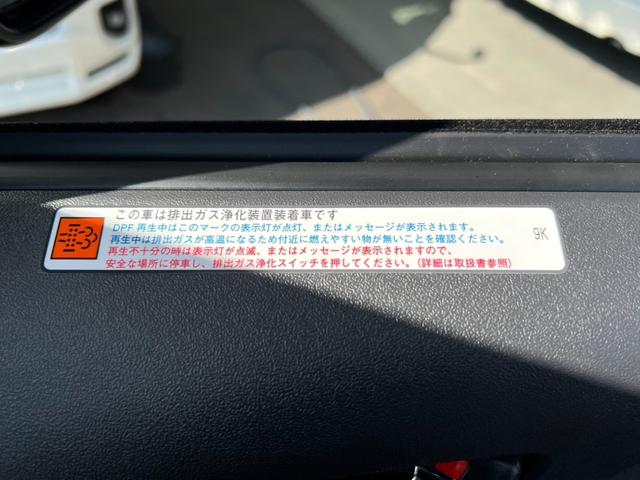 この車は排出ガス浄化装置装着車です
DPF 再生中はこのマークの表示灯が点灯、またはメッセージが表示されます。
再生中は排出ガスが高温になるため付近に燃えやすい物が無いことを確認ください。
再生不十分の時は表示灯が点滅、またはメッセージが表示されますので、
安全な場所に停車し、排出ガス浄化スイッチを押してください。（詳細は取扱書参照）
9K